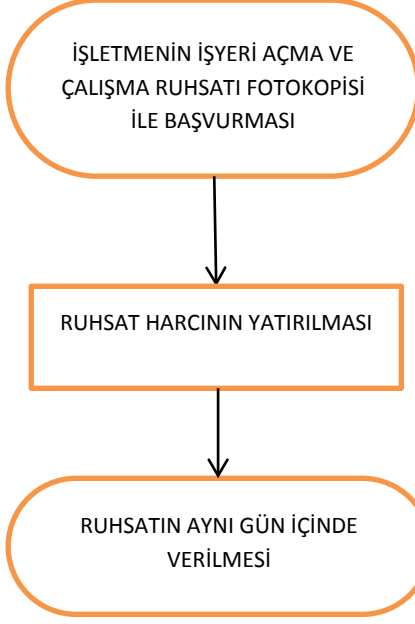 İŞLETMENİN İŞYERİ AÇMA VE
ÇALIŞMA RUHSATI FOTOKOPİSİ
İLE BAŞVURMASI
RUHSAT HARCININ YATIRILMASI
RUHSATIN AYNI GÜN İÇİNDE
VERİLMESİ